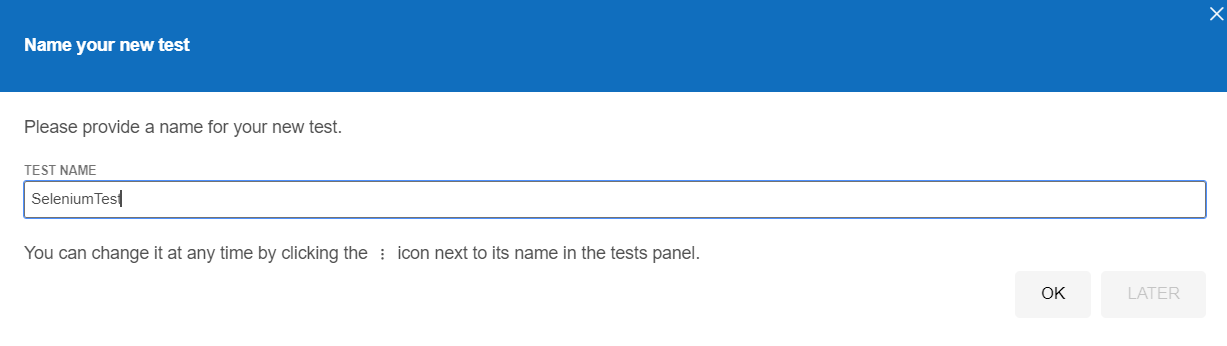 Name your new test
Please provide a name for your new test.
TEST NAME
SeleniumTest
You can change it at any time by clicking the ⋮ icon next to its name in the tests panel.
OK LATER